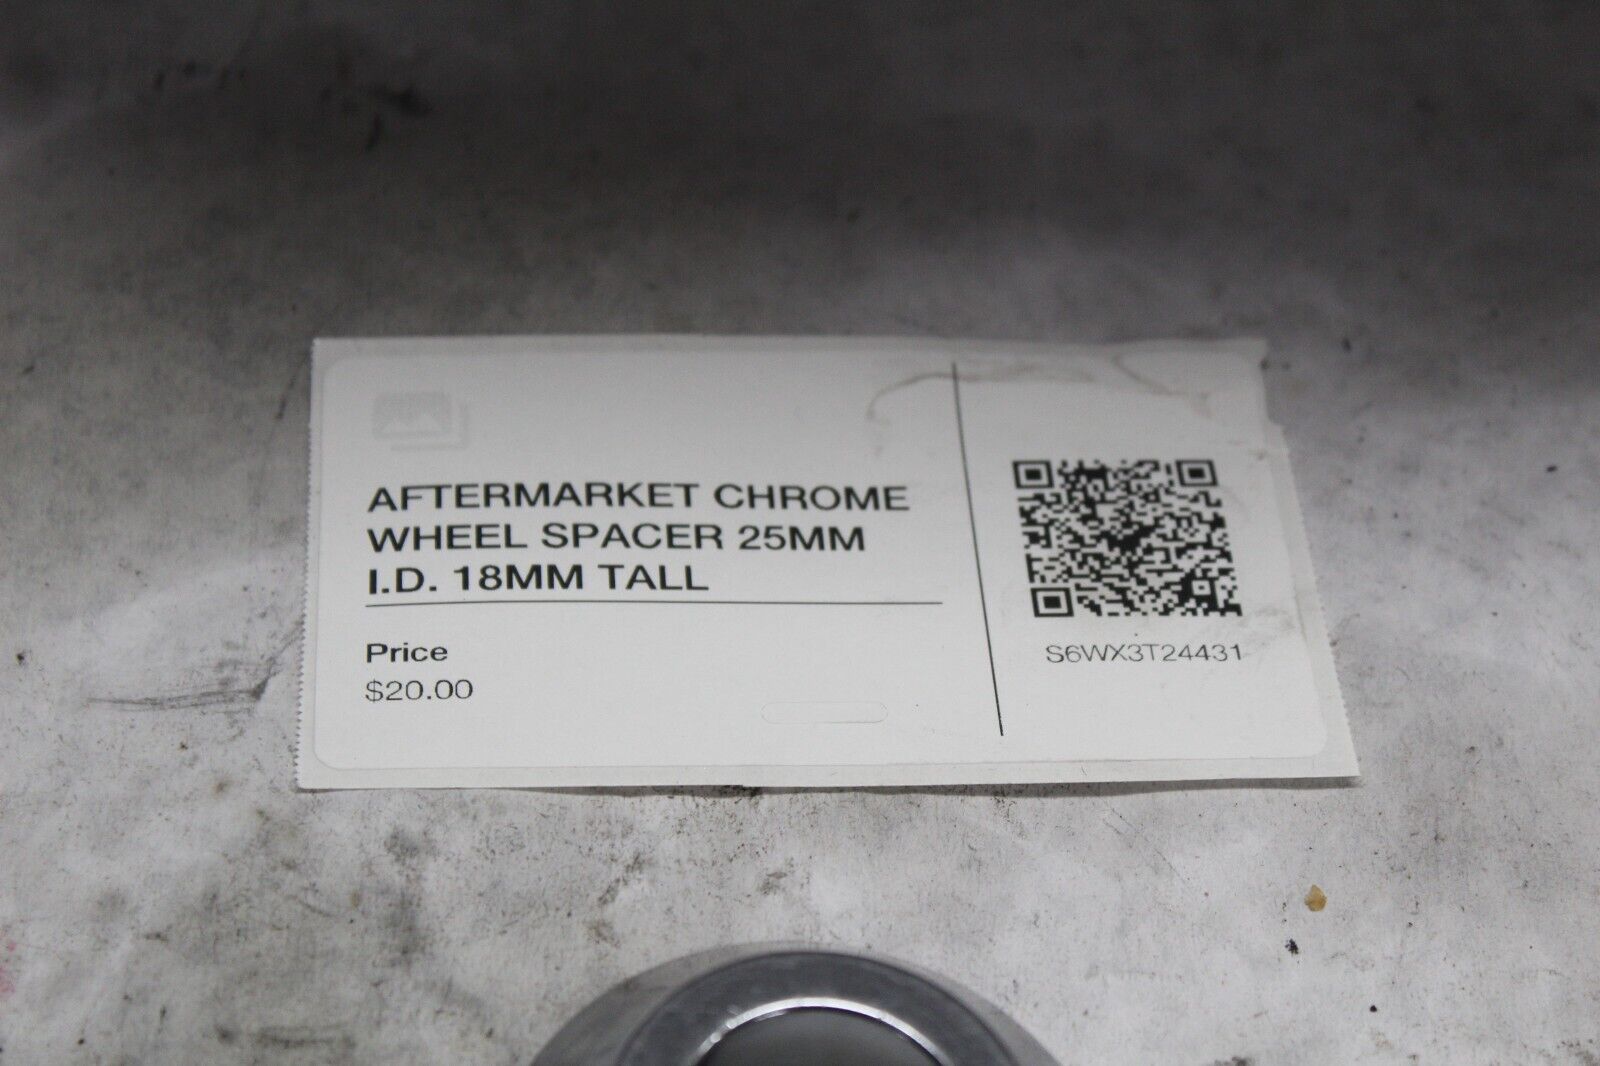 AFTERMARKET CHROME
WHEEL SPACER 25MM
I.D. 18MM TALL
Price
$20.00
S6WX3T24431